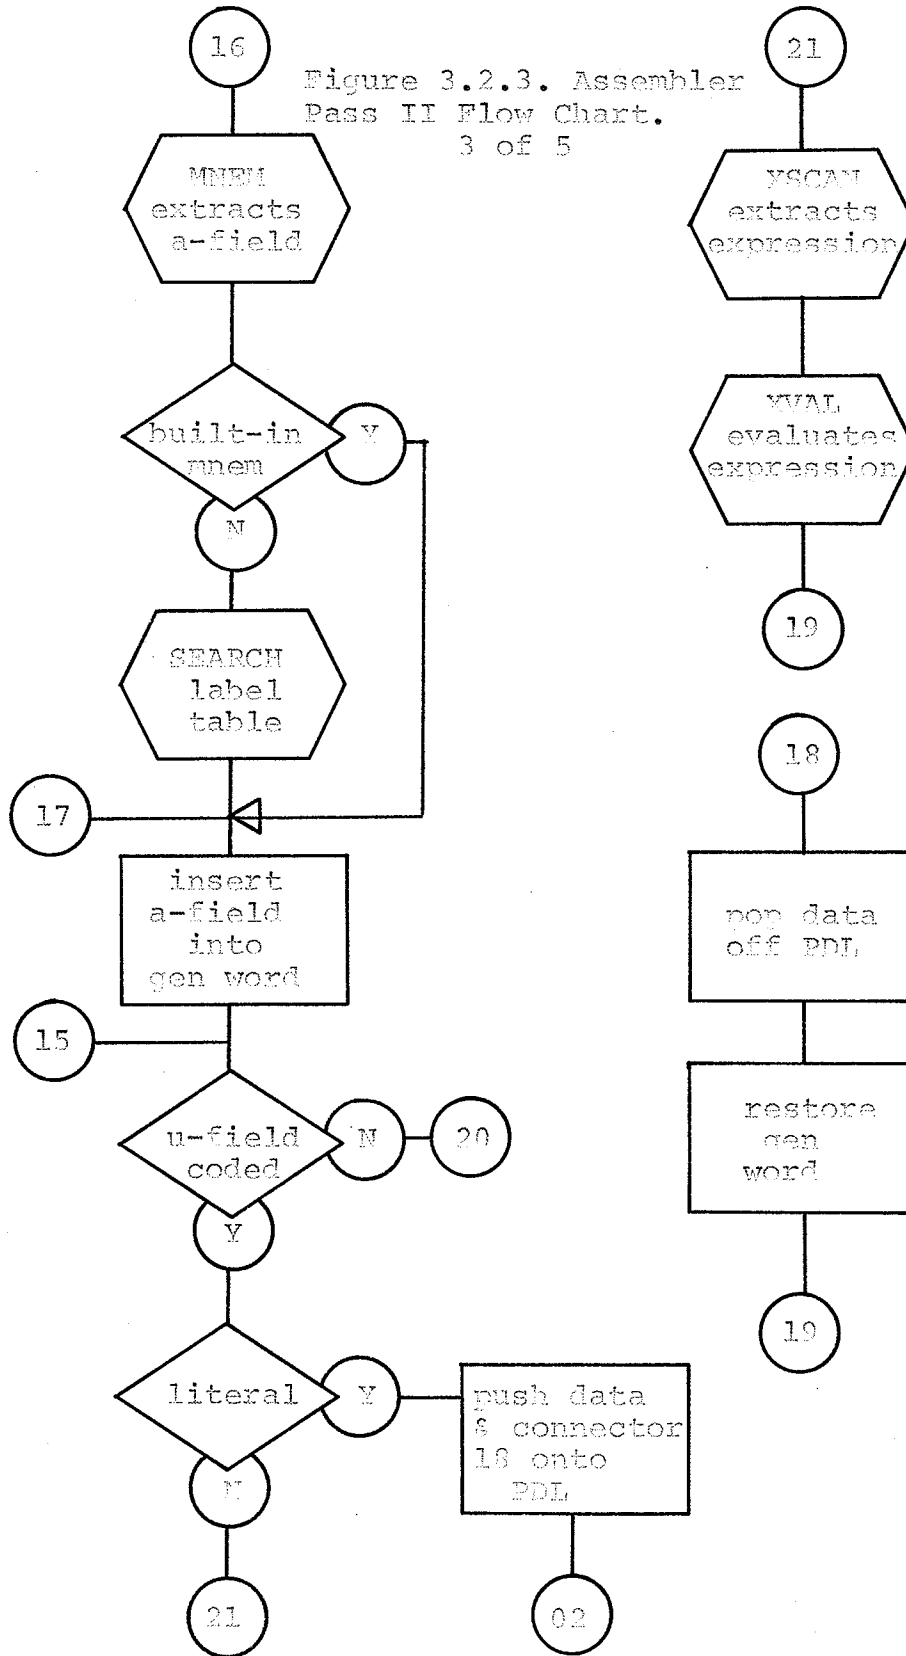 16
Figure 3.2.3. Assembler
Pass II Flow Chart.
3 of 5
MNEM
extracts
a-field
built-in
mnem
Y
N
SEARCH
label
table
17
insert
a-field
into
gen word
15
u-field
coded
N
20
Y
literal
Y
push data
& connector
18 onto
PDL
N
21
02
21
XSCAN
extracts
expression
XVAL
evaluates
expression
19
18
pop data
off PDL
restore
gen
word
19